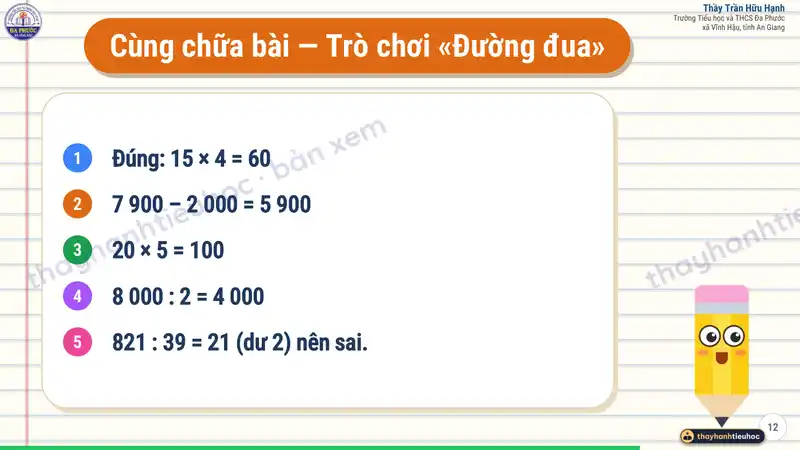 Thầy Trần Hữu Hạnh
Trường Tiểu học và THCS Đa Phước
xã Vĩnh Hậu, tỉnh An Giang
ĐA PHƯỚC
Cùng chữa bài – Trò chơi «Đường đua»
1 Đúng: 15 × 4 = 60
2 7 900 – 2 000 = 5 900
3 20 × 5 = 100
4 8 000 : 2 = 4 000
5 821 : 39 = 21 (dư 2) nên sai.
thayhanhtieuhoc · bản xem
thayhanhtieuhoc
thayhanhtieuhoc
12